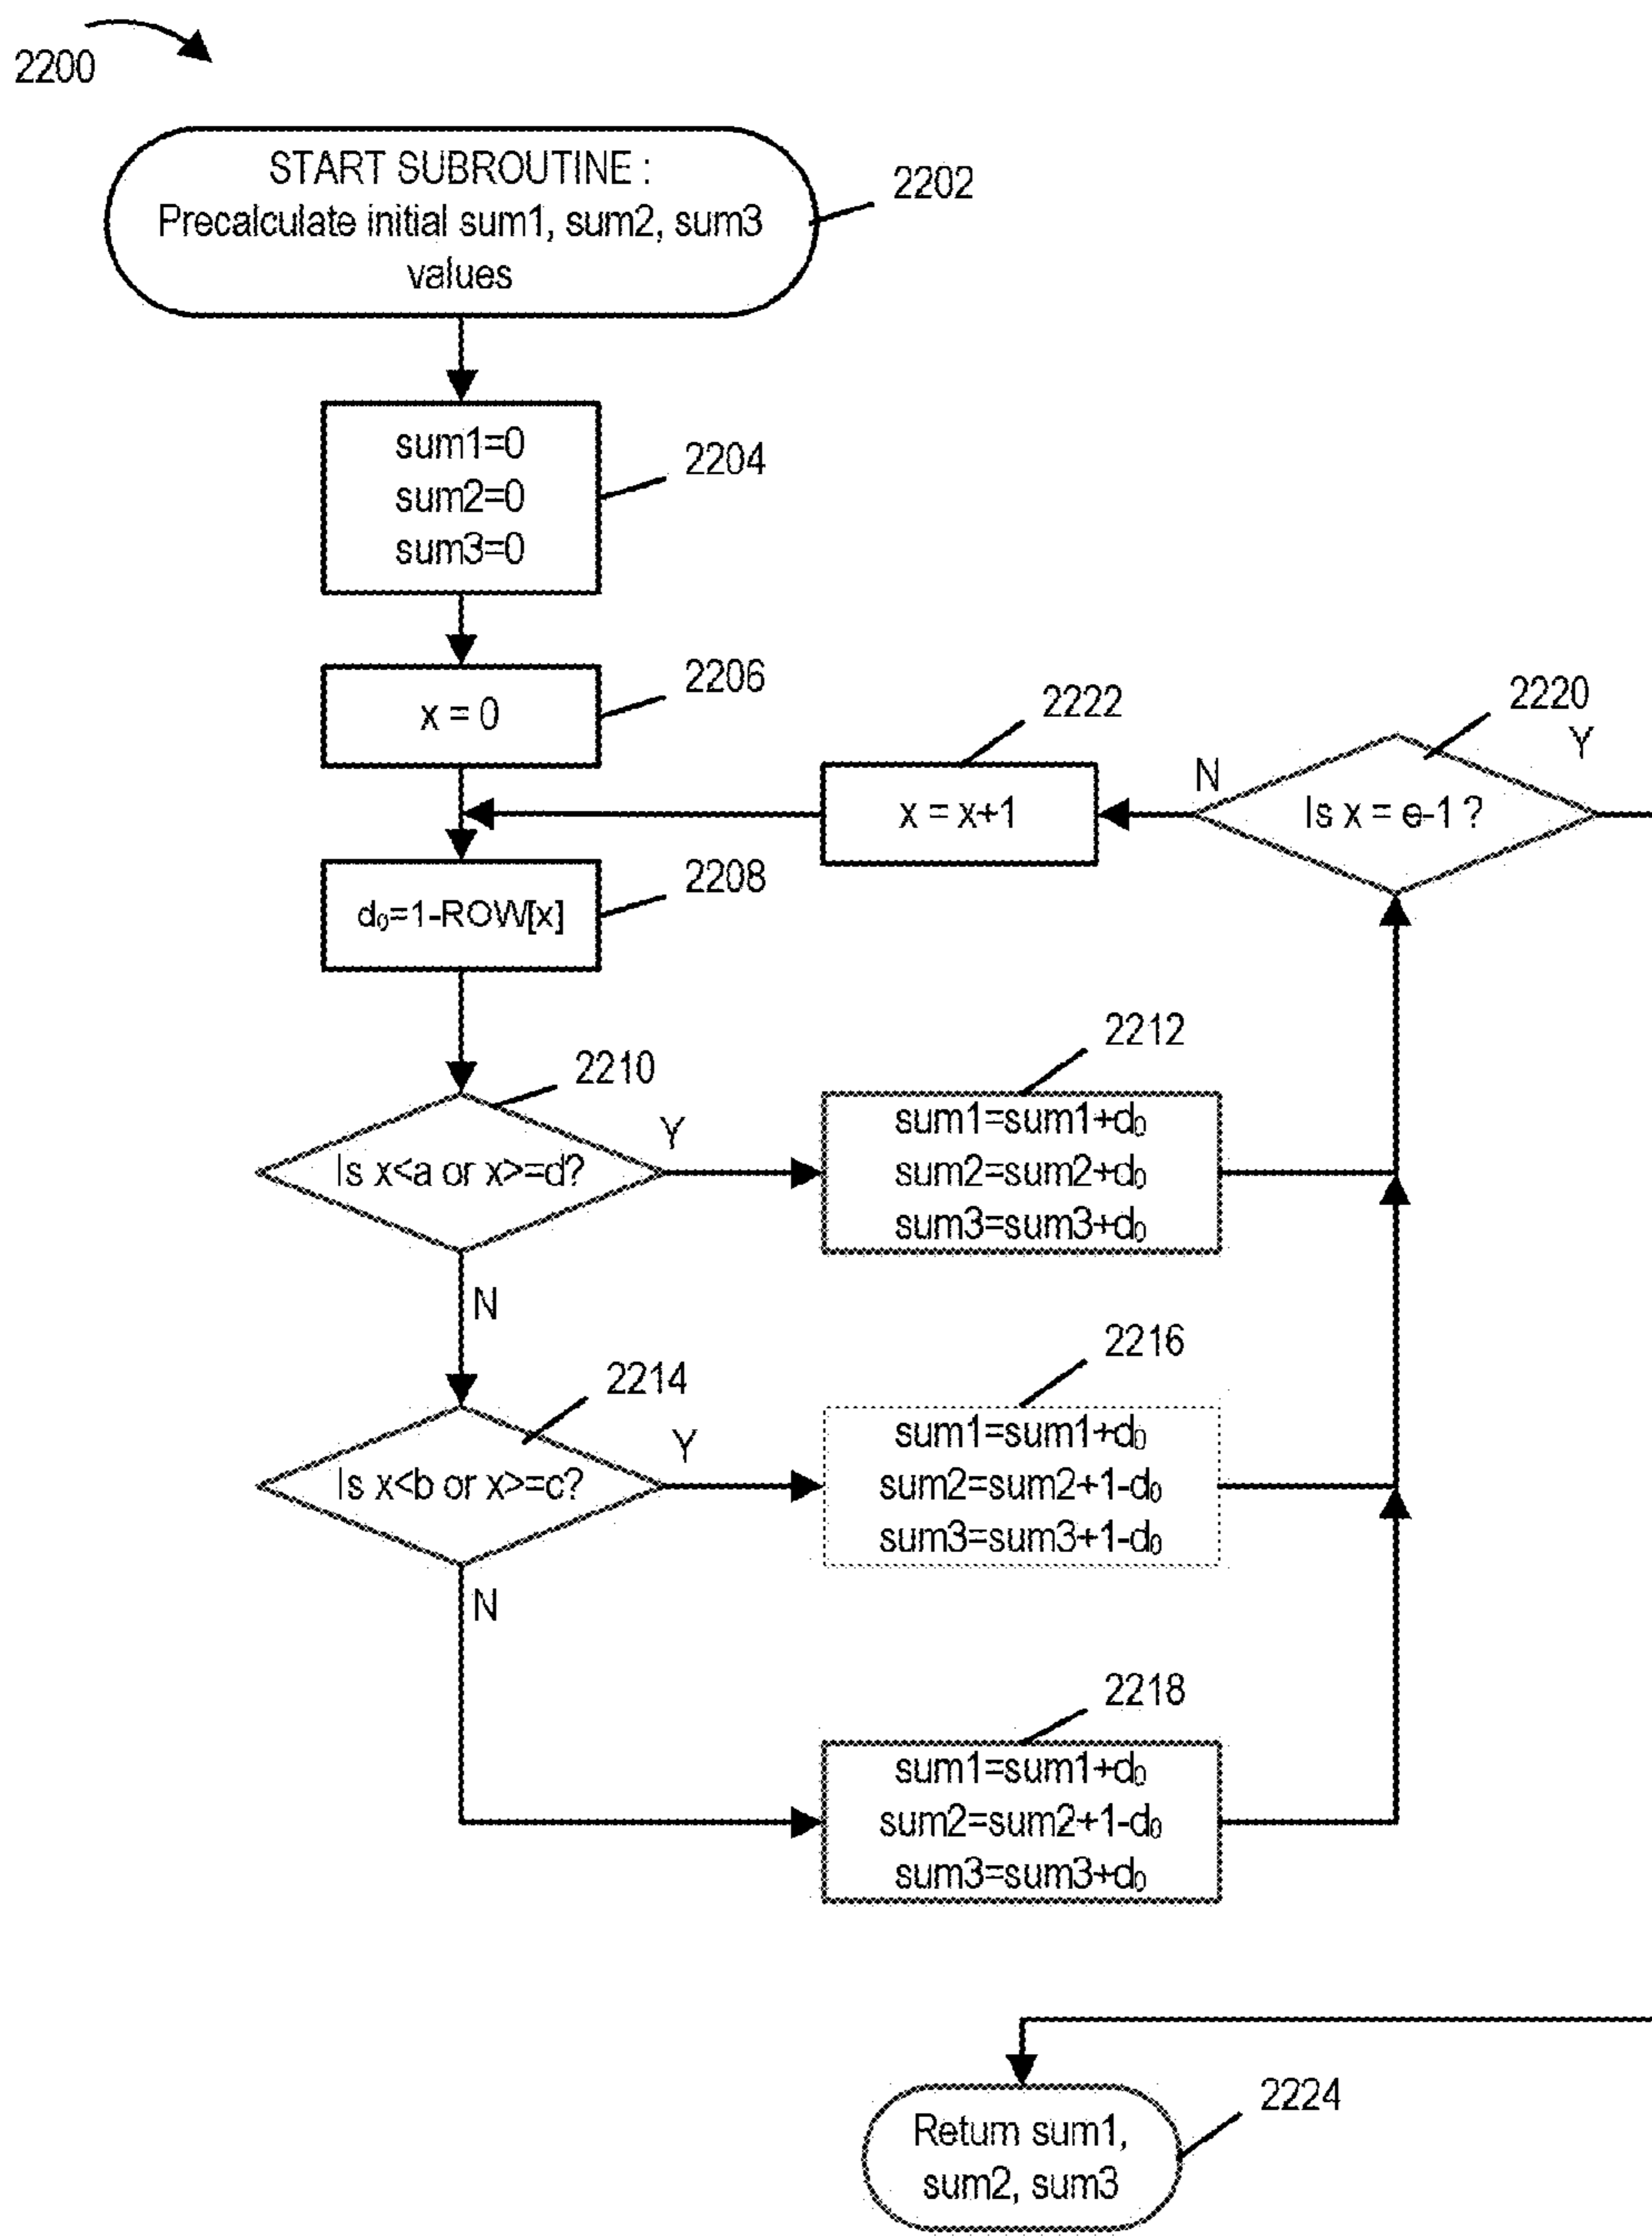 2200
START SUBROUTINE :
Precalculate initial sum1, sum2, sum3
values
2202
sum1=0
sum2=0
sum3=0
2204
x = 0
2206
2222
x = x+1
N
2220
Is x = e-1 ?
Y
d₀=1-ROW[x]
2208
2210
Is x<a or x>=d?
Y
N
2212
sum1=sum1+d₀
sum2=sum2+d₀
sum3=sum3+d₀
2214
Is x<b or x>=c?
Y
N
2216
sum1=sum1+d₀
sum2=sum2+1-d₀
sum3=sum3+1-d₀
2218
sum1=sum1+d₀
sum2=sum2+1-d₀
sum3=sum3+d₀
Return sum1,
sum2, sum3
2224